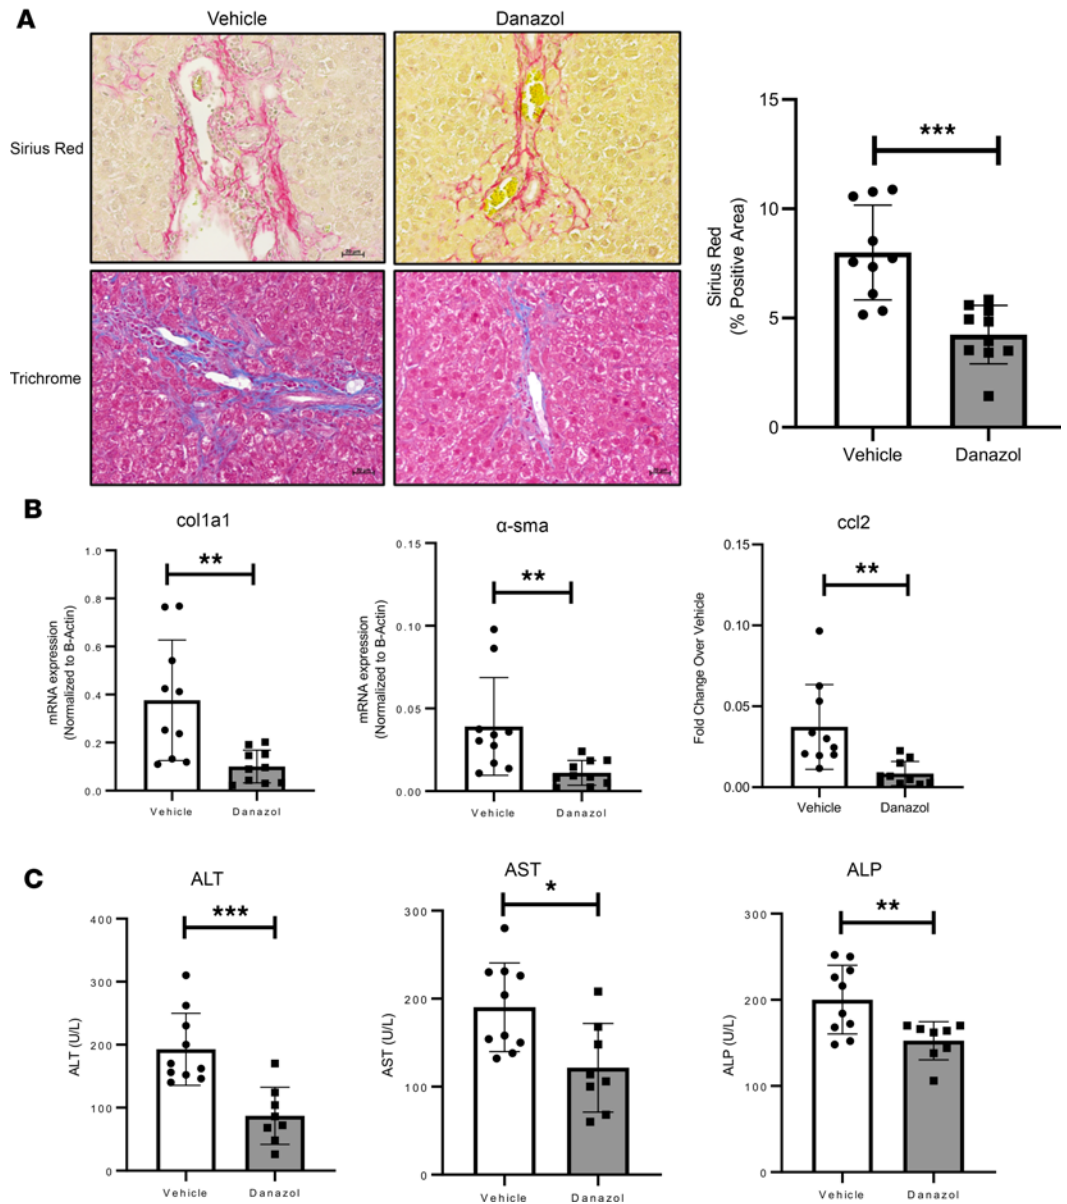 A
Vehicle
Danazol
Sirius Red
Trichrome
15
10
5
0
Sirius Red
(% Positive Area)
***
Vehicle
Danazol
B
col1a1
1.0
0.8
0.6
0.4
0.2
0.0
mRNA expression
(Normalized to B-Actin)
**
Vehicle
Danazol
α-sma
0.15
0.10
0.05
0.00
mRNA expression
(Normalized to B-Actin)
**
Vehicle
Danazol
ccl2
0.15
0.10
0.05
0.00
Fold Change Over Vehicle
**
Vehicle
Danazol
C
ALT
400
300
200
100
0
ALT (U/L)
***
Vehicle
Danazol
AST
300
200
100
0
AST (U/L)
*
Vehicle
Danazol
ALP
300
200
100
0
ALP (U/L)
**
Vehicle
Danazol